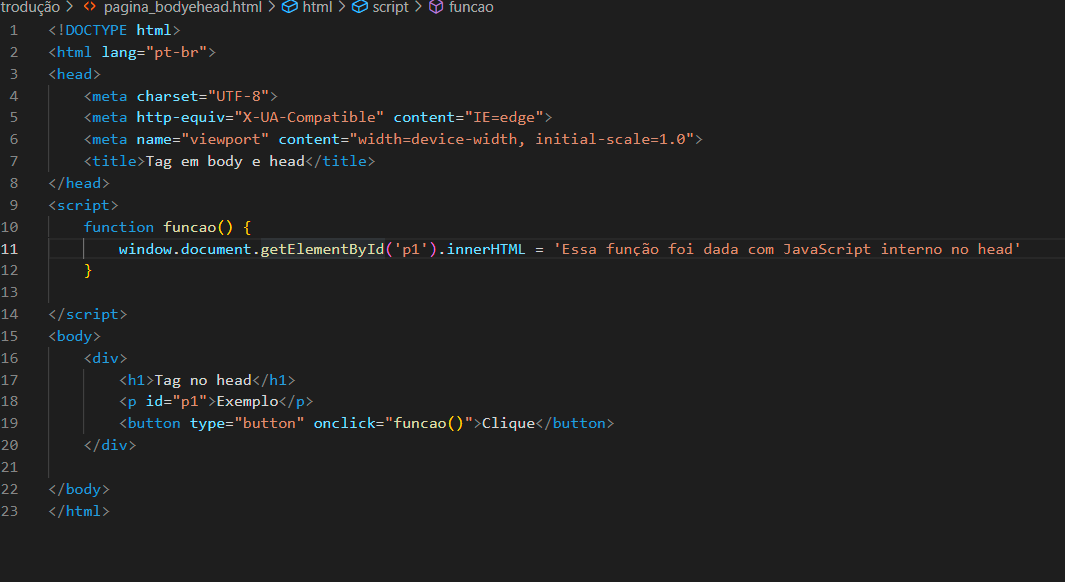 trodução > <> pagina_bodyehead.html > html > script > funcao
1 <!DOCTYPE html>
2 <html lang="pt-br">
3 <head>
4     <meta charset="UTF-8">
5     <meta http-equiv="X-UA-Compatible" content="IE=edge">
6     <meta name="viewport" content="width=device-width, initial-scale=1.0">
7     <title>Tag em body e head</title>
8 </head>
9 <script>
10     function funcao() {
11         window.document.getElementById('p1').innerHTML = 'Essa função foi dada com JavaScript interno no head'
12     }
13
14 </script>
15 <body>
16     <div>
17         <h1>Tag no head</h1>
18         <p id="p1">Exemplo</p>
19         <button type="button" onclick="funcao()">Clique</button>
20     </div>
21
22 </body>
23 </html>